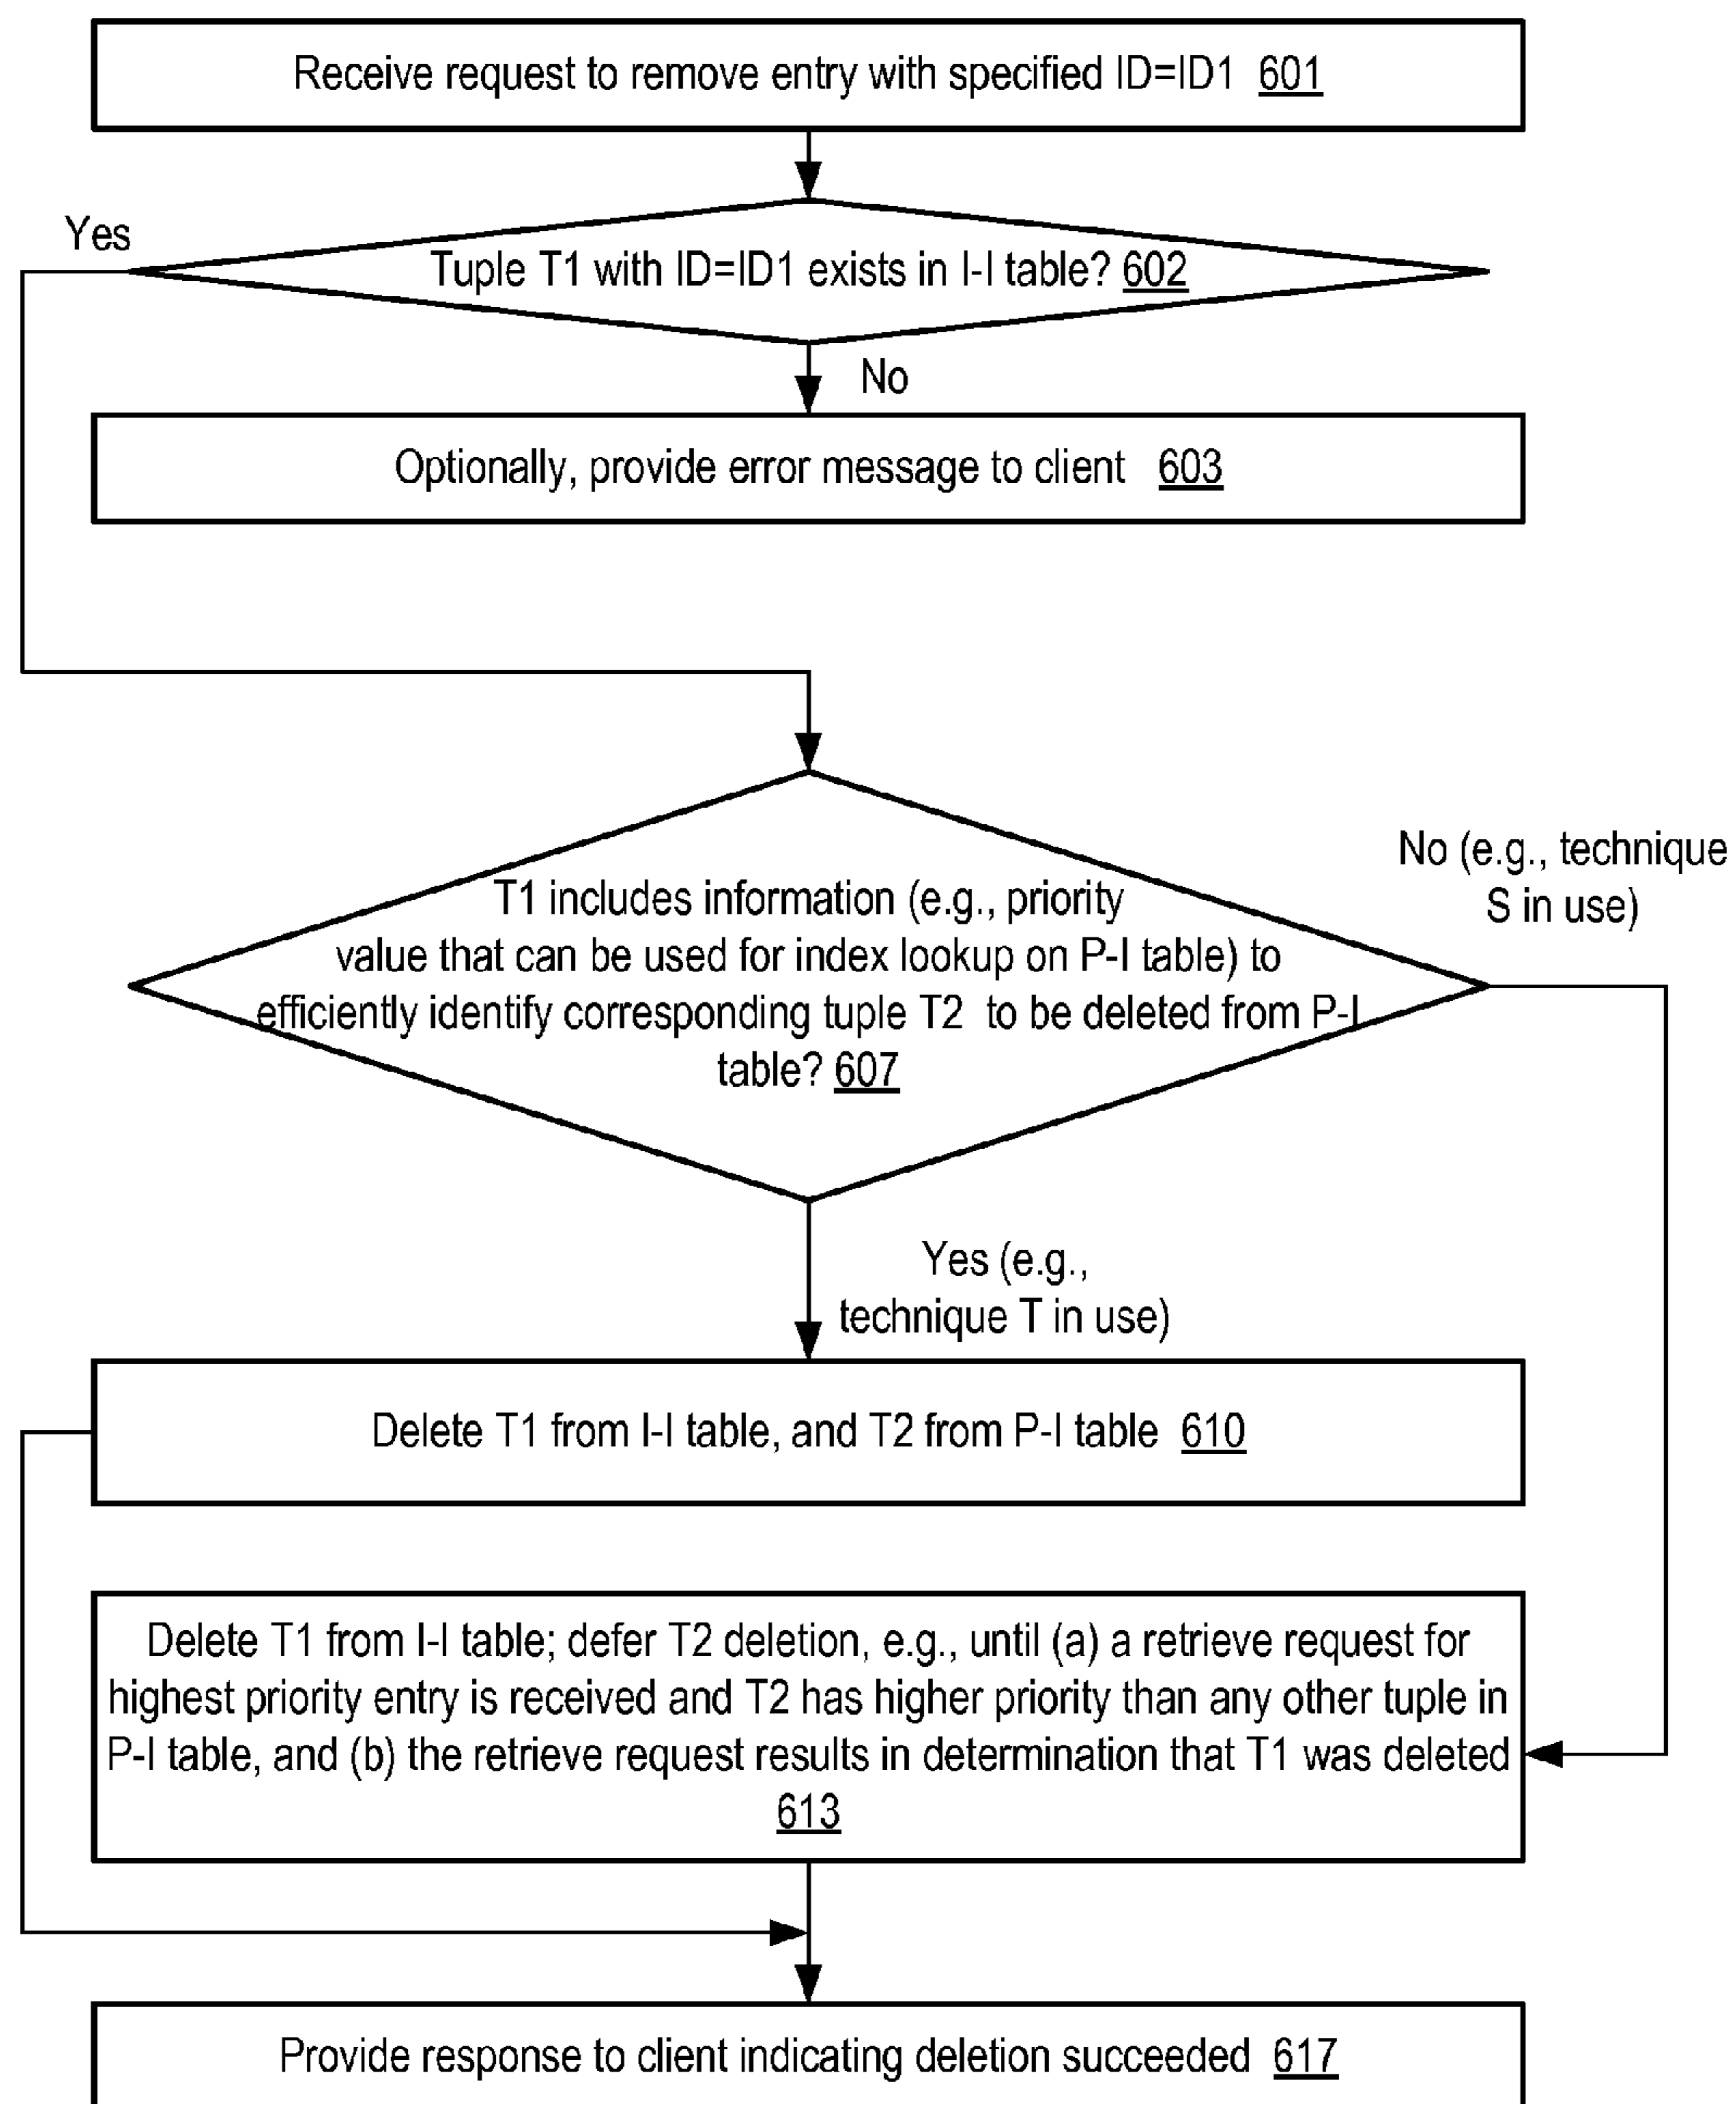 Receive request to remove entry with specified ID=ID1 601
Yes
Tuple T1 with ID=ID1 exists in I-I table? 602
No
Optionally, provide error message to client 603
No (e.g., technique
S in use)
T1 includes information (e.g., priority
value that can be used for index lookup on P-I table) to
efficiently identify corresponding tuple T2 to be deleted from P-I
table? 607
Yes (e.g.,
technique T in use)
Delete T1 from I-I table, and T2 from P-I table 610
Delete T1 from I-I table; defer T2 deletion, e.g., until (a) a retrieve request for
highest priority entry is received and T2 has higher priority than any other tuple in
P-I table, and (b) the retrieve request results in determination that T1 was deleted
613
Provide response to client indicating deletion succeeded 617